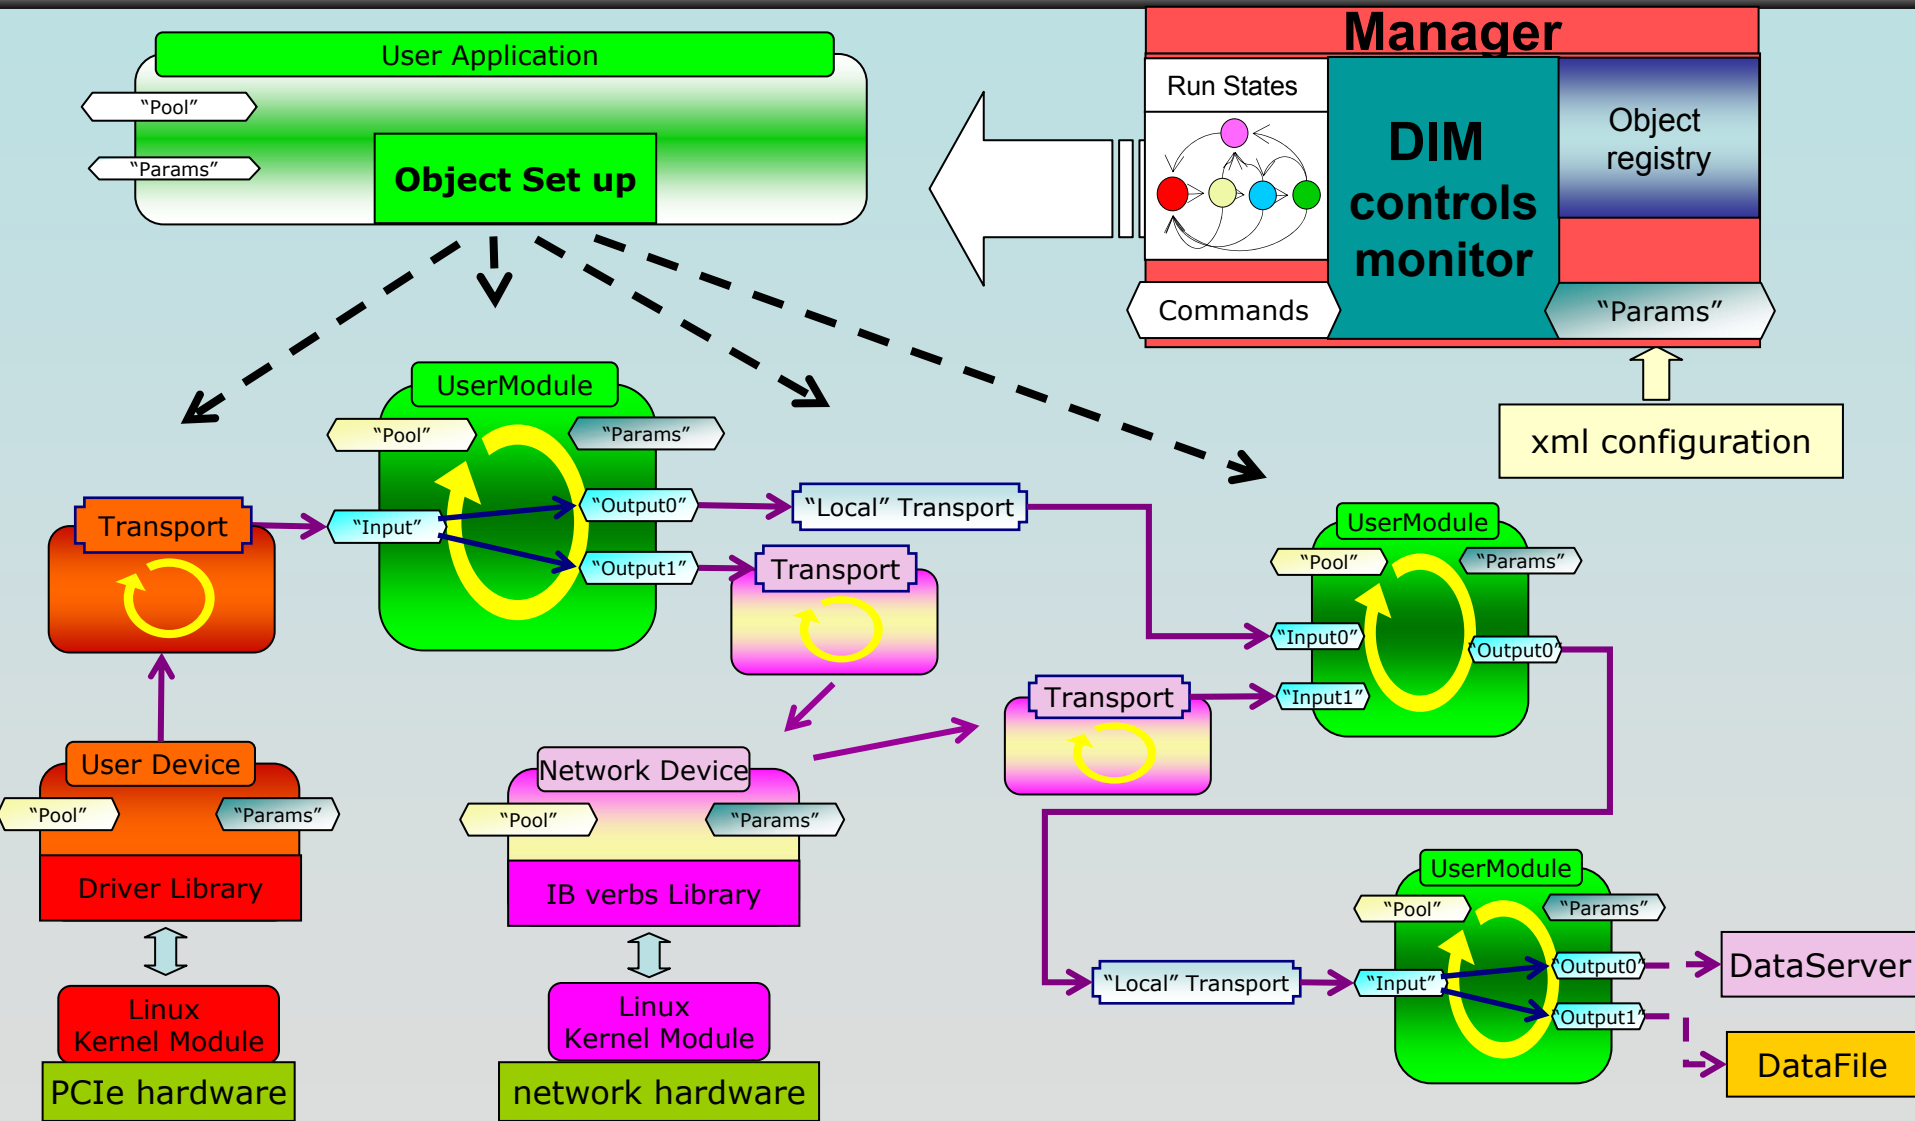 User Application
“Pool”
“Params”
Object Set up
Manager
Run States
DIM
controls
monitor
Object
registry
Commands
“Params”
xml configuration
UserModule
“Pool”
“Params”
“Input”
“Output0”
“Output1”
Transport
“Local” Transport
Transport
UserModule
“Pool”
“Params”
“Input0”
“Input1”
“Output0”
Transport
User Device
“Pool”
“Params”
Driver Library
Linux
Kernel Module
PCIe hardware
Network Device
“Pool”
“Params”
IB verbs Library
Linux
Kernel Module
network hardware
“Local” Transport
UserModule
“Pool”
“Params”
“Input”
“Output0”
“Output1”
DataServer
DataFile